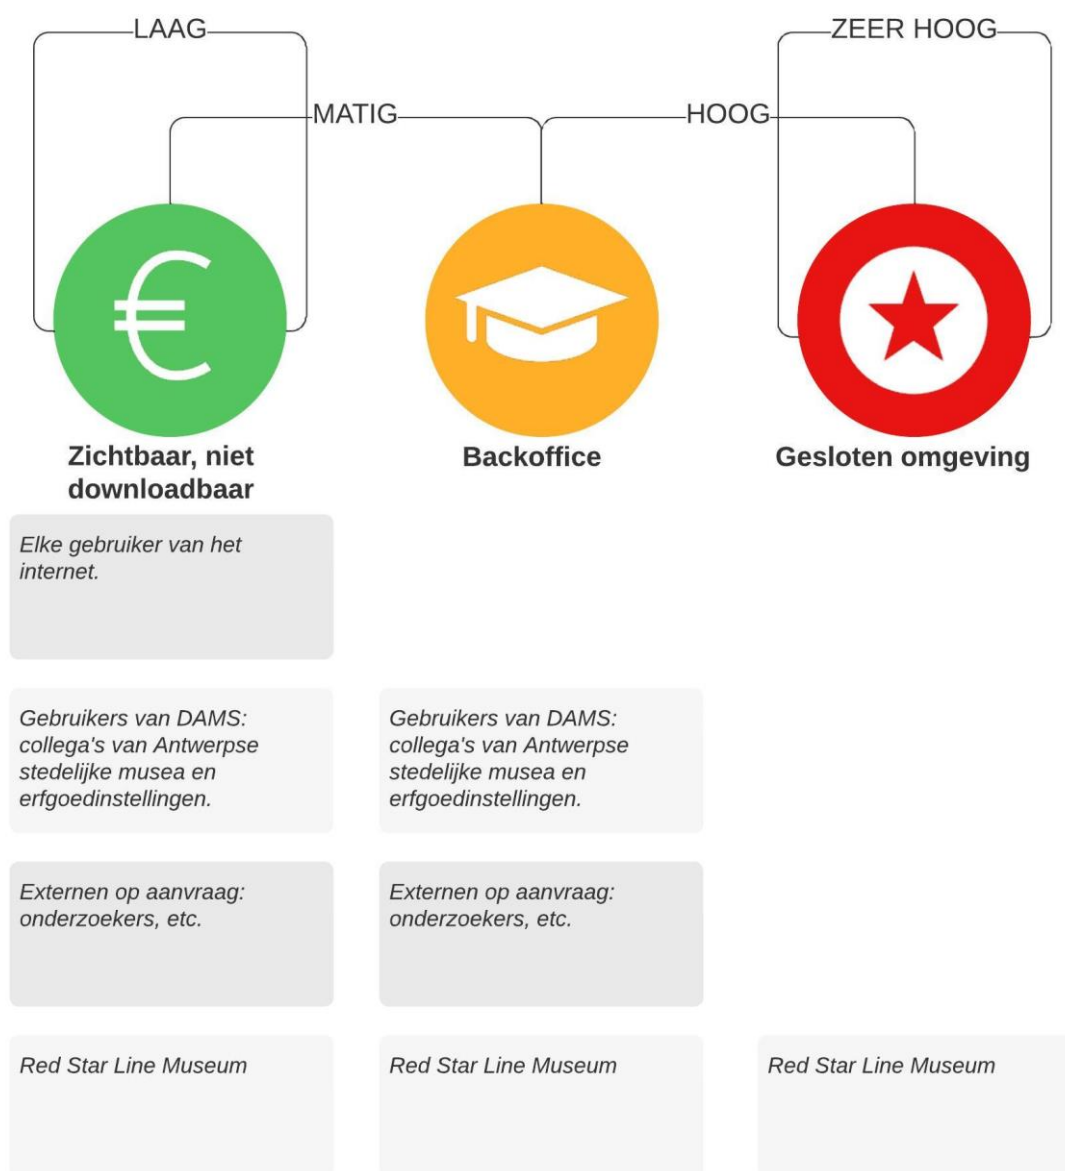 LAAG
ZEER HOOG
MATIG
HOOG
€
Zichtbaar, niet
downloadbaar
Backoffice
Gesloten omgeving
Elke gebruiker van het
internet.
Gebruikers van DAMS:
collega's van Antwerpse
stedelijke musea en
erfgoedinstellingen.
Gebruikers van DAMS:
collega's van Antwerpse
stedelijke musea en
erfgoedinstellingen.
Externen op aanvraag:
onderzoekers, etc.
Externen op aanvraag:
onderzoekers, etc.
Red Star Line Museum
Red Star Line Museum
Red Star Line Museum